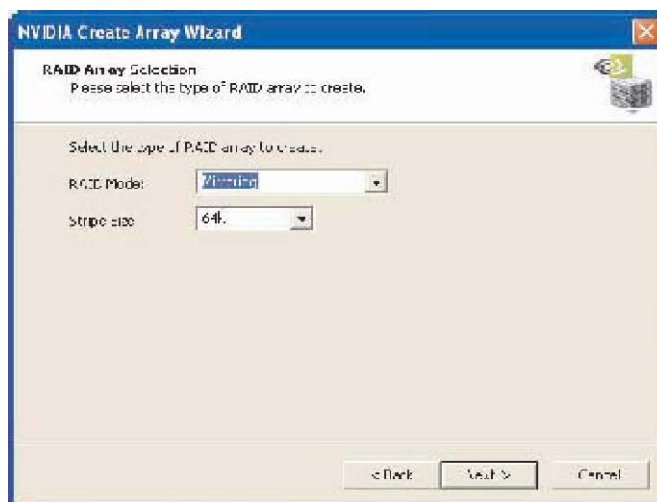 NVIDIA Create Array Wizard
RAID Array Selection
Please select the type of RAID array to create.
Select the type of RAID array to create.
RAID Mode:
Mirroring
Stripe Size
64k
< Back
Next >
Cancel